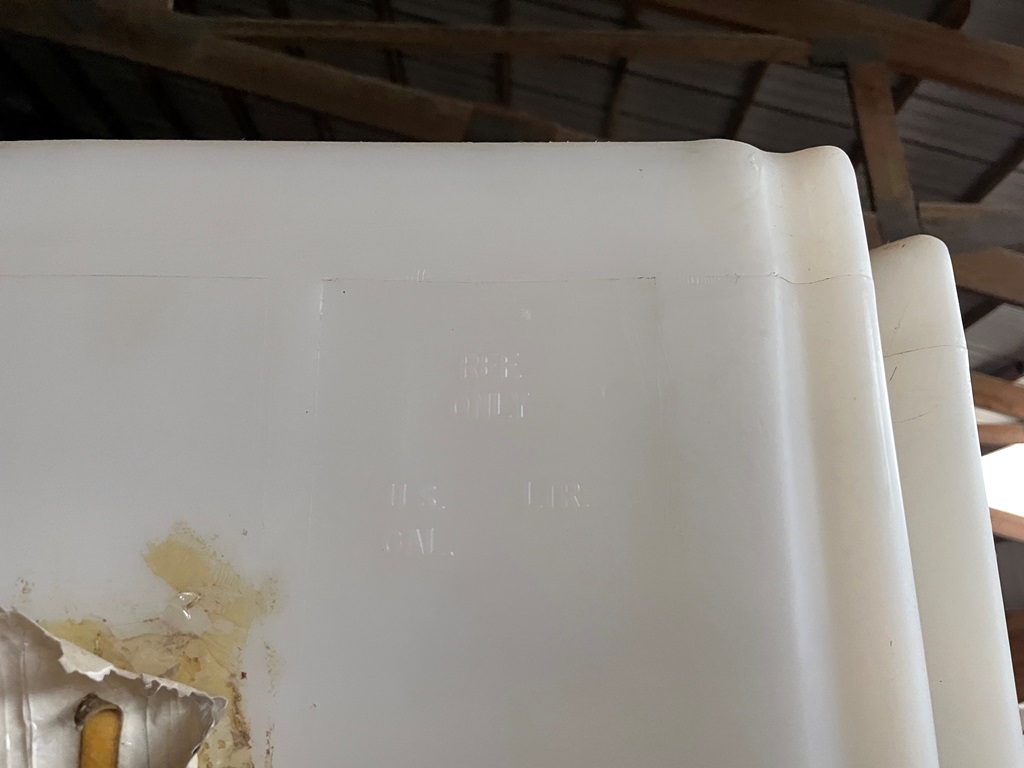 REF.
ONLY
U.S. LTR.
GAL.